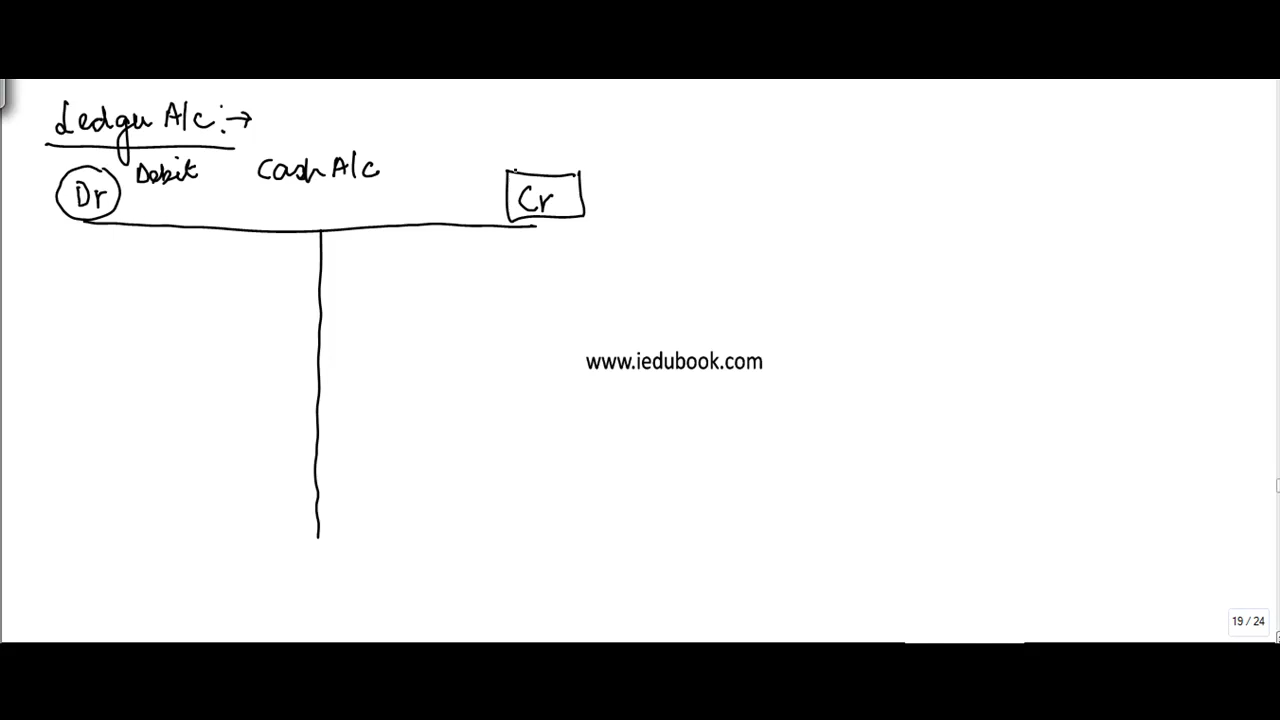 Ledger A/c :→
Debit Cash A/c
Dr Cr
www.iedubook.com
19 / 24